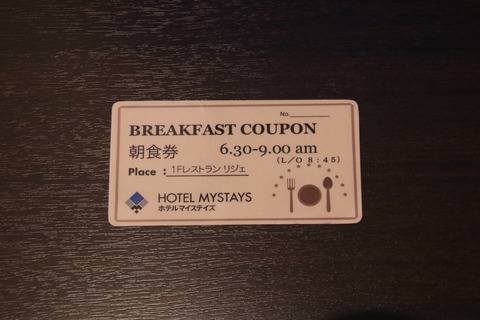 No.
BREAKFAST COUPON
朝食券 6.30-9.00 am
(L/O 8:45)
Place : 1Fレストラン リジェ
HOTEL MYSTAYS
ホテルマイステイズ